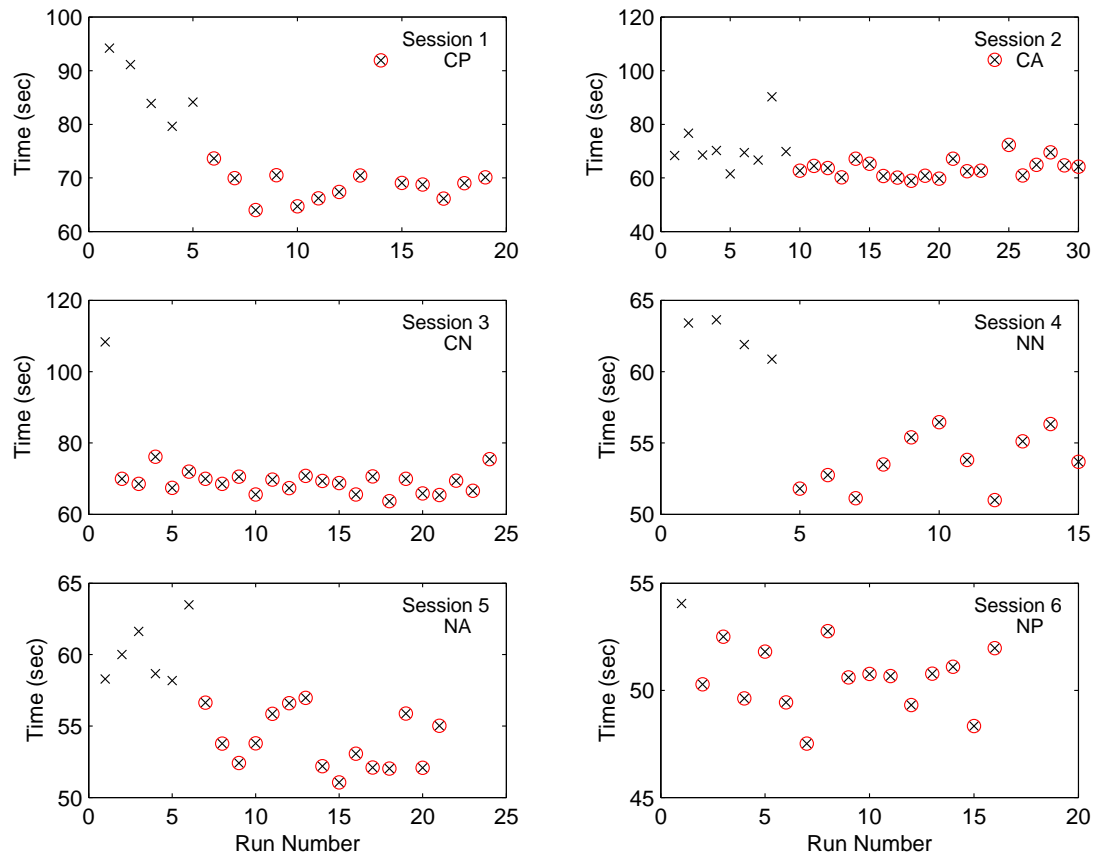 100
90
80
70
60
0 5 10 15 20
Time (sec)
Session 1
CP
120
100
80
60
40
0 5 10 15 20 25 30
Time (sec)
Session 2
CA
120
100
80
60
0 5 10 15 20 25
Time (sec)
Session 3
CN
65
60
55
50
0 5 10 15
Time (sec)
Session 4
NN
65
60
55
50
0 5 10 15 20 25
Time (sec)
Run Number
Session 5
NA
55
50
45
0 5 10 15 20
Time (sec)
Run Number
Session 6
NP